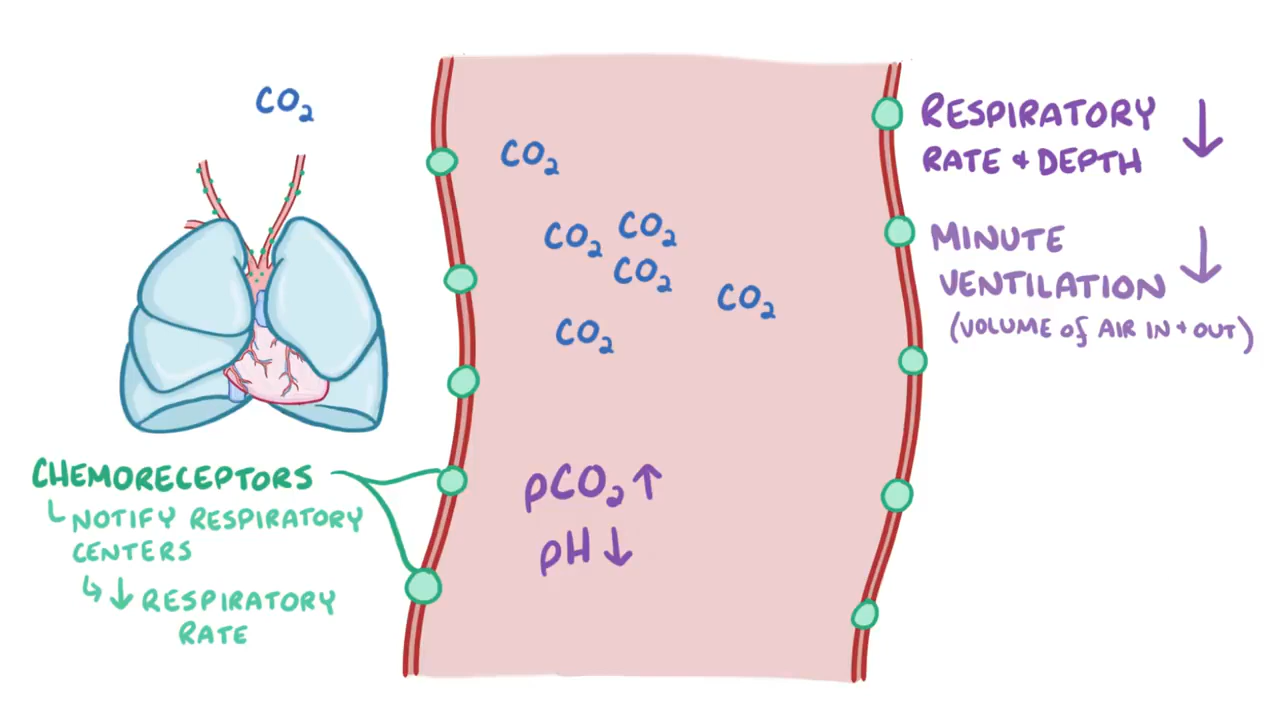 CO₂
CO₂
CO₂ CO₂
CO₂
CO₂
CO₂
pCO₂ ↑
pH ↓
CHEMORECEPTORS
↳ NOTIFY RESPIRATORY
CENTERS
↳ ↓ RESPIRATORY
RATE
RESPIRATORY ↓
RATE & DEPTH
MINUTE ↓
VENTILATION
(VOLUME of AIR IN + OUT)